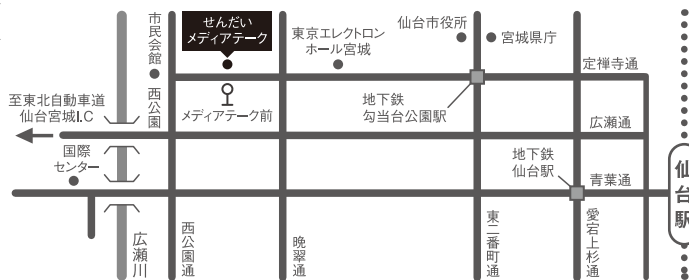 せんだい
メディアテーク
市民会館
西公園
東京エレクトロン
ホール宮城
仙台市役所
宮城県庁
定禅寺通
至東北自動車道
仙台宮城I.C
メディアテーク前
地下鉄
勾当台公園駅
広瀬通
国際
センター
地下鉄
仙台駅
青葉通
仙台駅
広瀬川
西公園通
晩翠通
東二番町通
愛宕上杉通